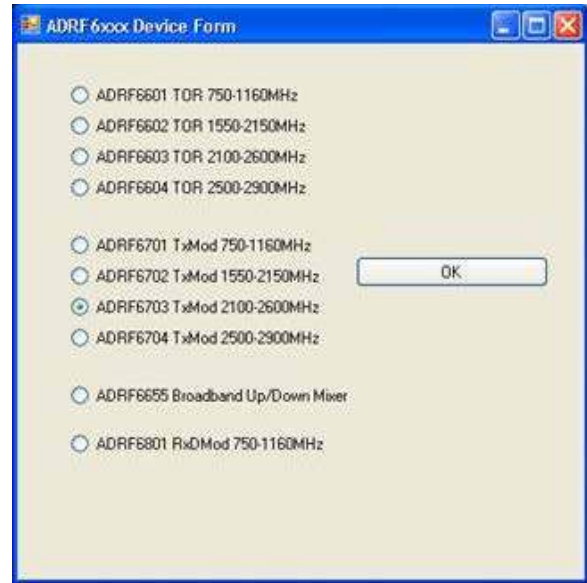 ADRF6xxx Device Form
ADRF6601 TOR 750-1160MHz
ADRF6602 TOR 1550-2150MHz
ADRF6603 TOR 2100-2600MHz
ADRF6604 TOR 2500-2900MHz
ADRF6701 TxMod 750-1160MHz
ADRF6702 TxMod 1550-2150MHz
OK
ADRF6703 TxMod 2100-2600MHz
ADRF6704 TxMod 2500-2900MHz
ADRF6655 Broadband Up/Down Mixer
ADRF6801 RxDMod 750-1160MHz